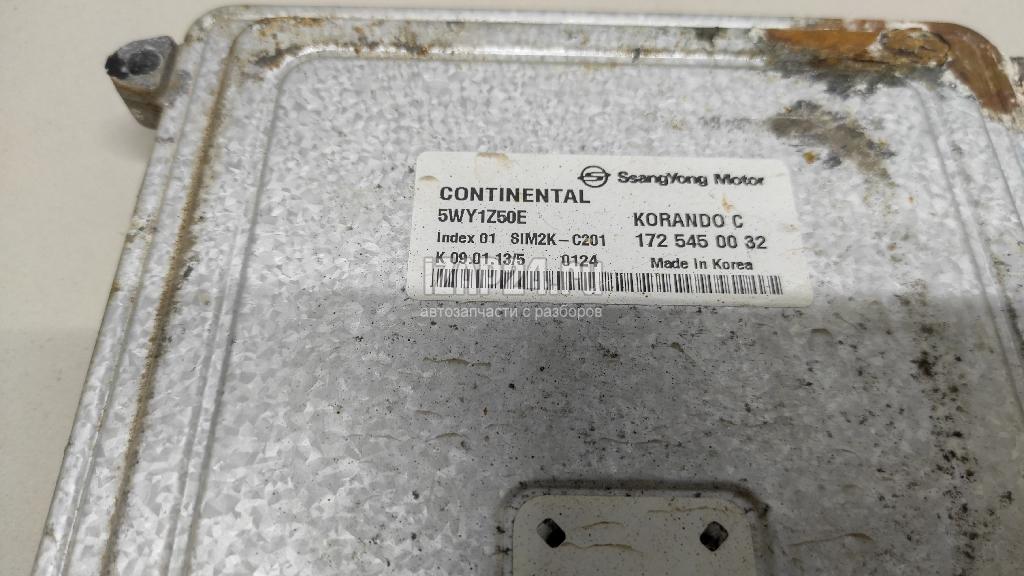 SsangYong Motor
CONTINENTAL
5WY1Z50E KORANDO C
Index 01 SIM2K-C201 172 545 00 32
K 09.01.13/5 0124 Made in Korea
автозапчасти с разборов